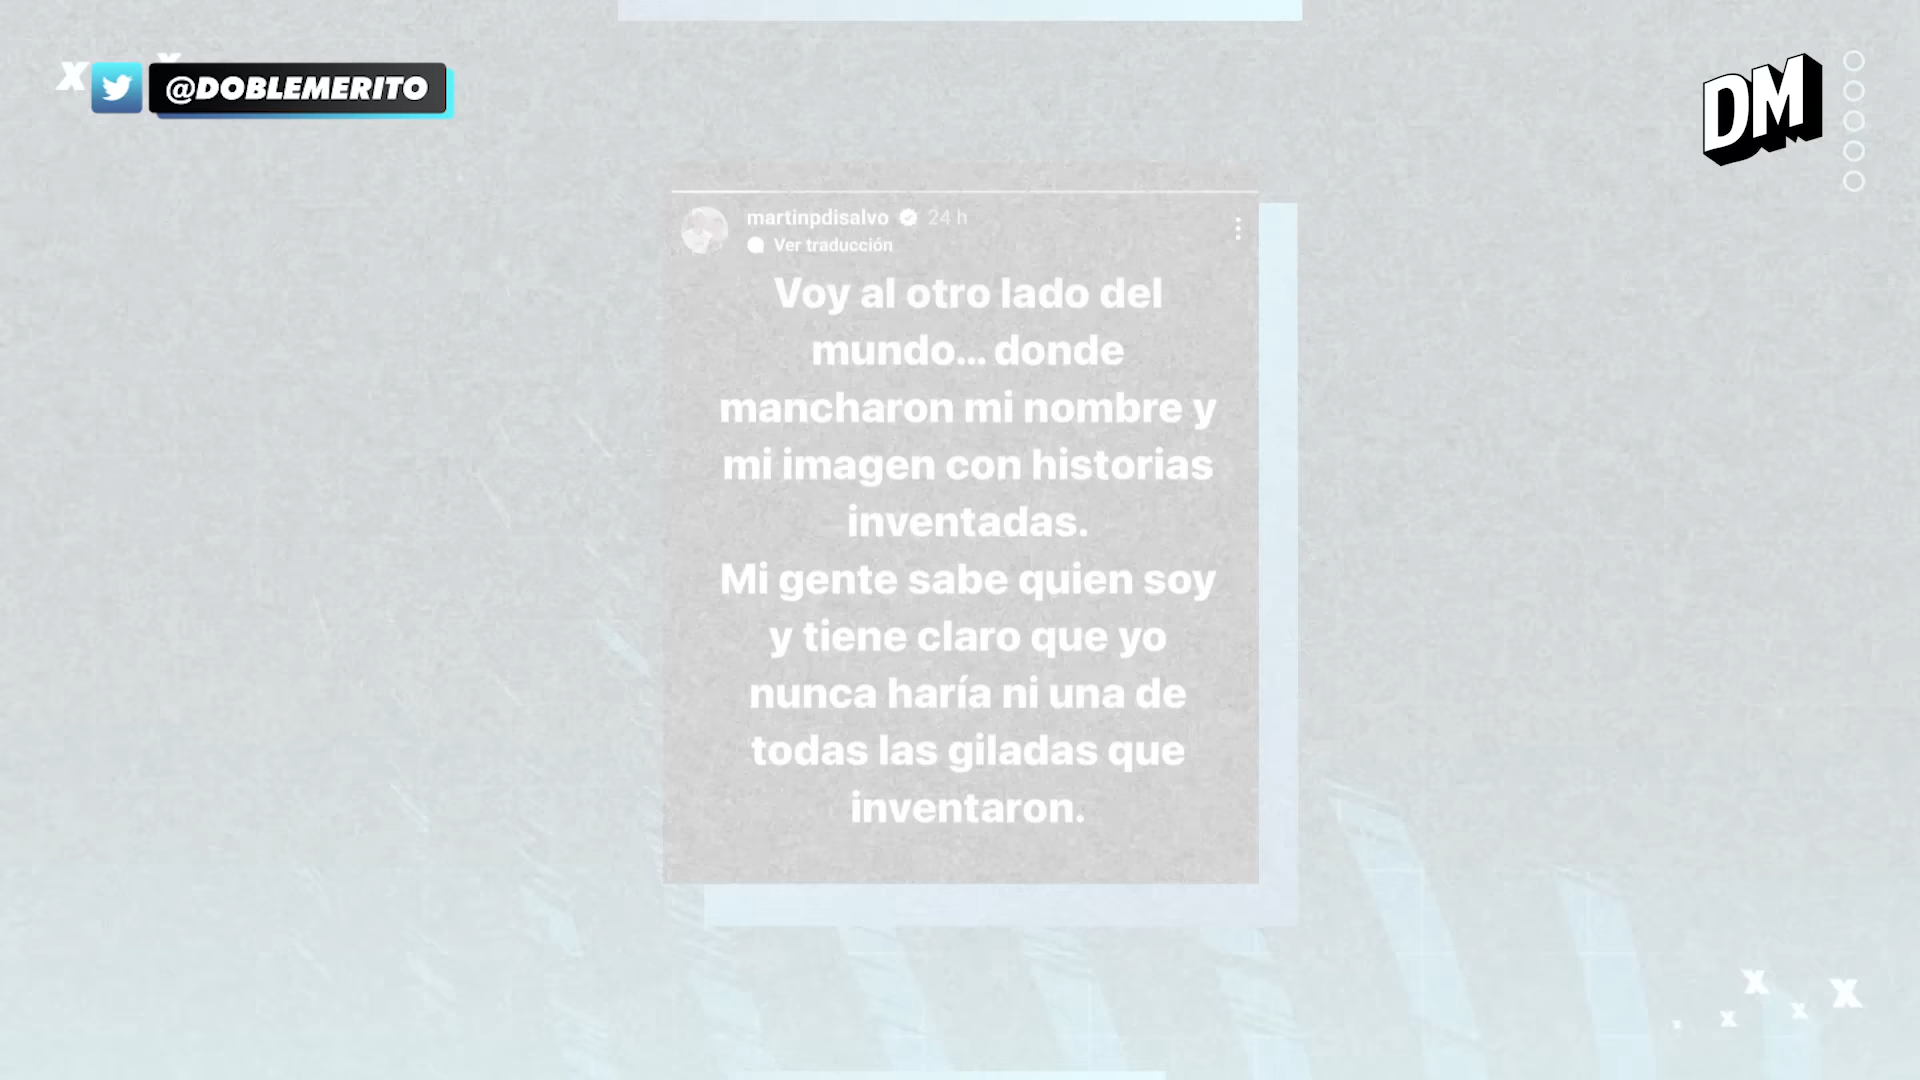 @DOBLEMERITO
DM
martinpdisalvo 24 h
Ver traducción
Voy al otro lado del
mundo... donde
mancharon mi nombre y
mi imagen con historias
inventadas.
Mi gente sabe quien soy
y tiene claro que yo
nunca haría ni una de
todas las giladas que
inventaron.